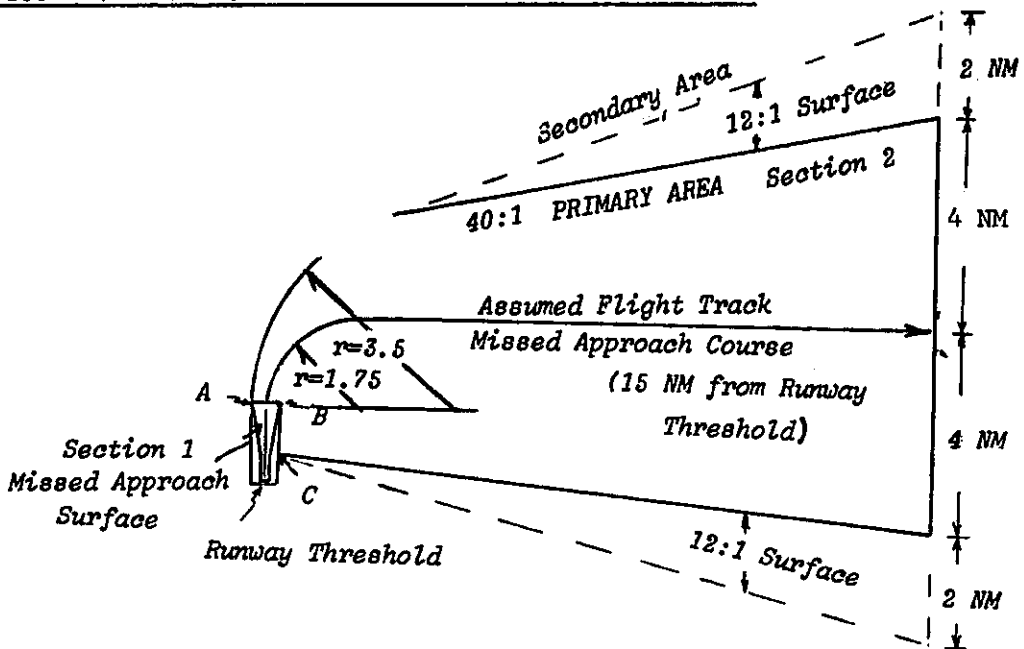 2 NM
Secondary Area
12:1 Surface
40:1 PRIMARY AREA Section 2
4 NM
Assumed Flight Track
Missed Approach Course
(15 NM from Runway
Threshold)
r=3.5
r=1.75
A
B
4 NM
Section 1
Missed Approach
Surface
C
Runway Threshold
12:1 Surface
2 NM